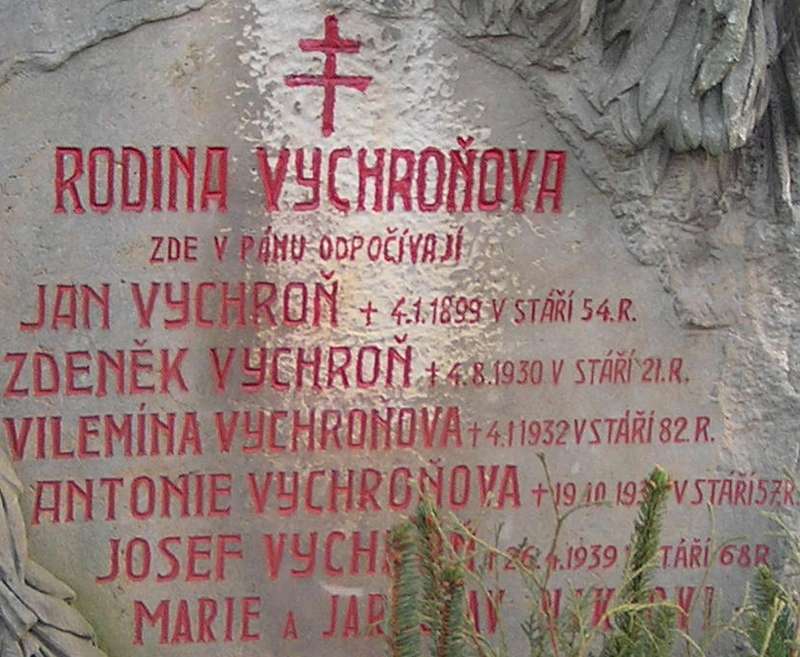 RODINA VYCHROŇOVA
ZDE V PÁNU ODPOČÍVAJÍ
JAN VYCHROŇ + 4.1.1899 V STÁŘÍ 54.R.
ZDENĚK VYCHROŇ + 4.8.1930 V STÁŘÍ 21.R.
VILEMÍNA VYCHROŇOVA + 4.1 1932 V STÁŘÍ 82.R.
ANTONIE VYCHROŇOVA + 19.10 V STÁŘÍ 57.R.
JOSEF 1939 STÁŘÍ 68 R
MARIE A